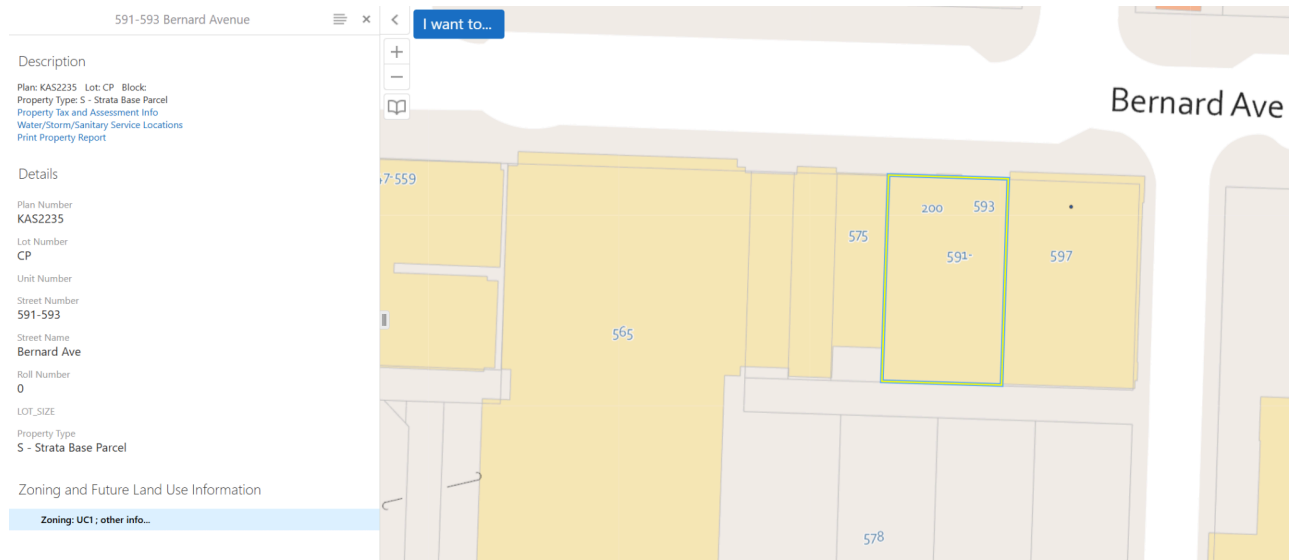 591-593 Bernard Avenue
I want to...
Description
Plan: KAS2235 Lot: CP Block:
Property Type: S - Strata Base Parcel
Property Tax and Assessment Info
Water/Storm/Sanitary Service Locations
Print Property Report
Details
Plan Number
KAS2235
Lot Number
CP
Unit Number
Street Number
591-593
Street Name
Bernard Ave
Roll Number
0
LOT_SIZE
Property Type
S - Strata Base Parcel
Zoning and Future Land Use Information
Zoning: UC1 ; other info...
Bernard Ave
7-559
200 593
575
591-
597
565
578